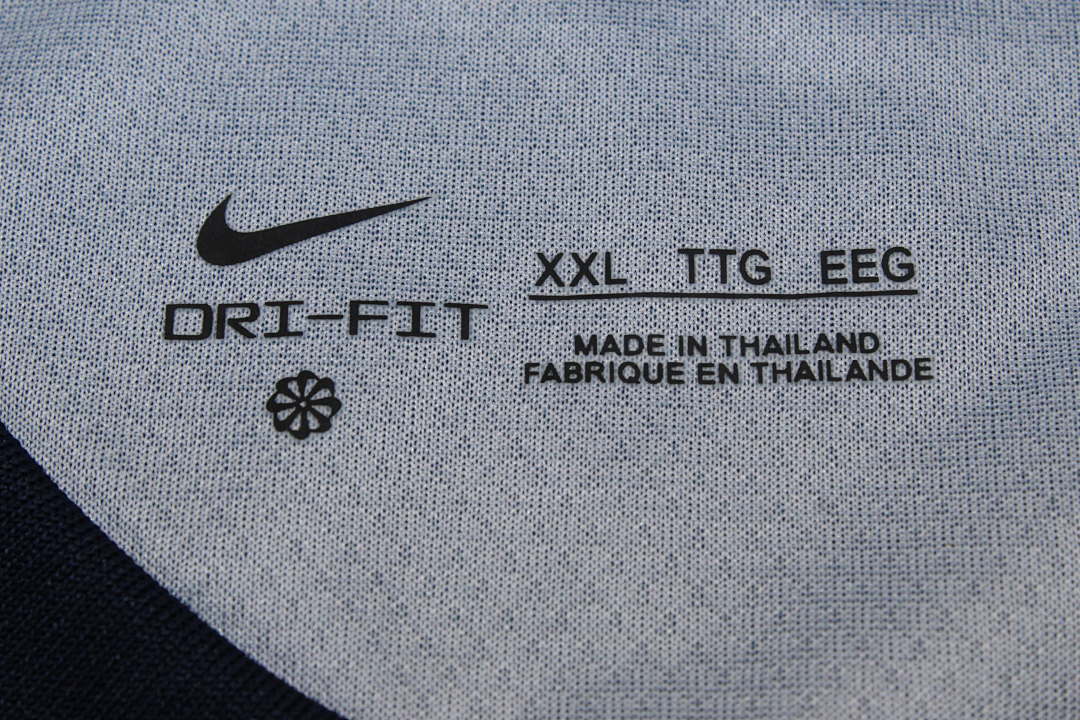 DRI-FIT
XXL TTG EEG
MADE IN THAILAND
FABRIQUE EN THAILANDE